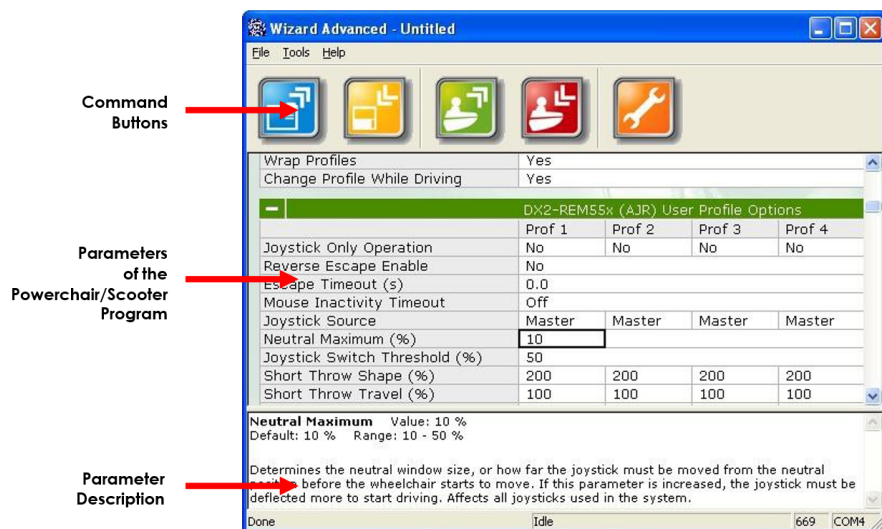 Wizard Advanced - Untitled
File Tools Help
Command
Buttons
Wrap Profiles Yes
Change Profile While Driving Yes
DX2-REM55x (AJR) User Profile Options
Prof 1 Prof 2 Prof 3 Prof 4
Joystick Only Operation No No No No
Reverse Escape Enable No
Escape Timeout (s) 0.0
Mouse Inactivity Timeout Off
Joystick Source Master Master Master Master
Neutral Maximum (%) 10
Joystick Switch Threshold (%) 50
Short Throw Shape (%) 200 200 200 200
Short Throw Travel (%) 100 100 100 100
Parameters
of the
Powerchair/Scooter
Program
Neutral Maximum Value: 10 %
Default: 10 % Range: 10 - 50 %
Determines the neutral window size, or how far the joystick must be moved from the neutral
position before the wheelchair starts to move. If this parameter is increased, the joystick must be
deflected more to start driving. Affects all joysticks used in the system.
Parameter
Description
Done Idle 669 COM4